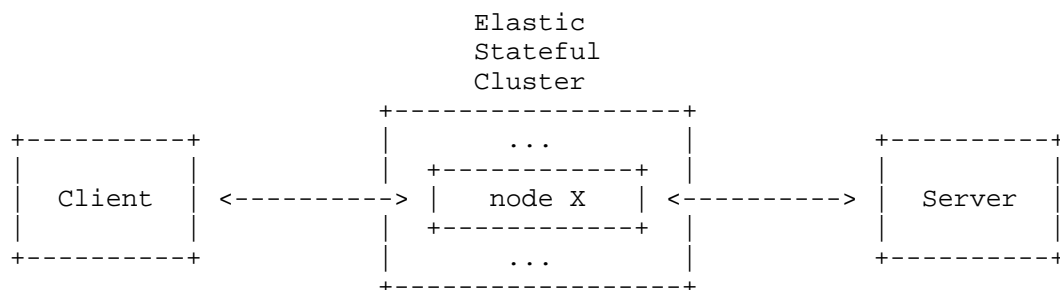 Elastic
Stateful
Cluster
...
Client <----------> node X <----------> Server
...